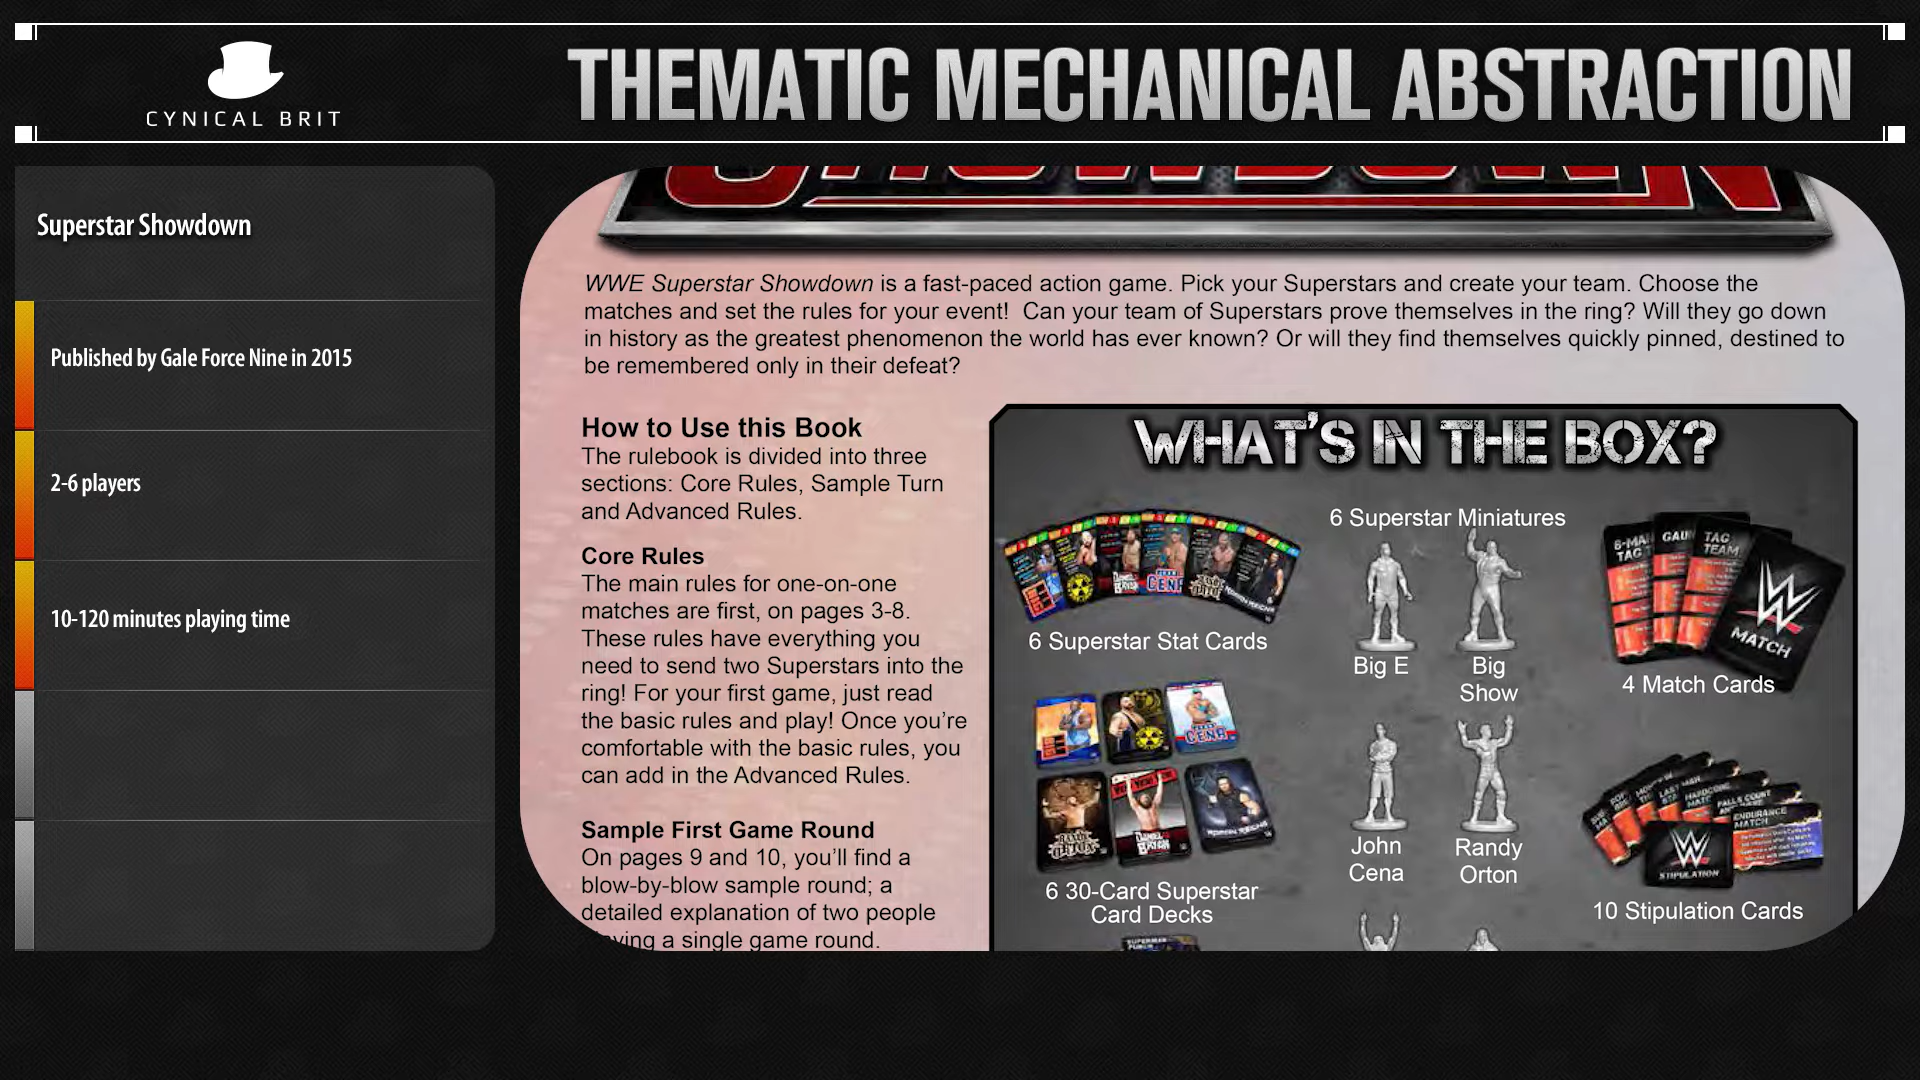 CYNICAL BRIT
THEMATIC MECHANICAL ABSTRACTION
Superstar Showdown
Published by Gale Force Nine in 2015
2-6 players
10-120 minutes playing time
WWE Superstar Showdown is a fast-paced action game. Pick your Superstars and create your team. Choose the
matches and set the rules for your event!  Can your team of Superstars prove themselves in the ring? Will they go down
in history as the greatest phenomenon the world has ever known? Or will they find themselves quickly pinned, destined to
be remembered only in their defeat?
How to Use this Book
The rulebook is divided into three
sections: Core Rules, Sample Turn
and Advanced Rules.
Core Rules
The main rules for one-on-one
matches are first, on pages 3-8.
These rules have everything you
need to send two Superstars into the
ring! For your first game, just read
the basic rules and play! Once you’re
comfortable with the basic rules, you
can add in the Advanced Rules.
Sample First Game Round
On pages 9 and 10, you’ll find a
blow-by-blow sample round; a
detailed explanation of two people
a single game round.
WHAT'S IN THE BOX?
6 Superstar Stat Cards
6 Superstar Miniatures
Big E
Big
Show
TAG
TEAM
MATCH
4 Match Cards
6 30-Card Superstar
Card Decks
John
Cena
Randy
Orton
ENDURANCE
MATCH
STIPULATION
10 Stipulation Cards